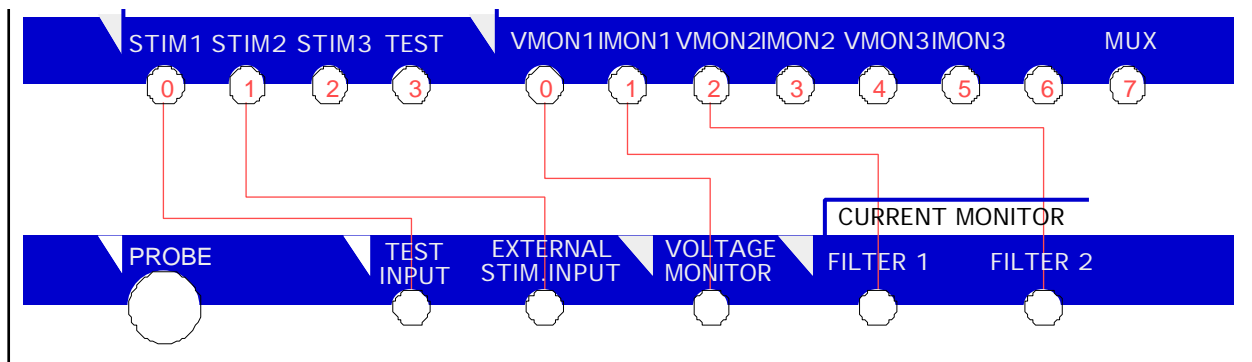 STIM1 STIM2 STIM3 TEST VMON1 IMON1 VMON2 IMON2 VMON3 IMON3 MUX
0 1 2 3 0 1 2 3 4 5 6 7
CURRENT MONITOR
PROBE
TEST
INPUT
EXTERNAL
STIM.INPUT
VOLTAGE
MONITOR
FILTER 1
FILTER 2